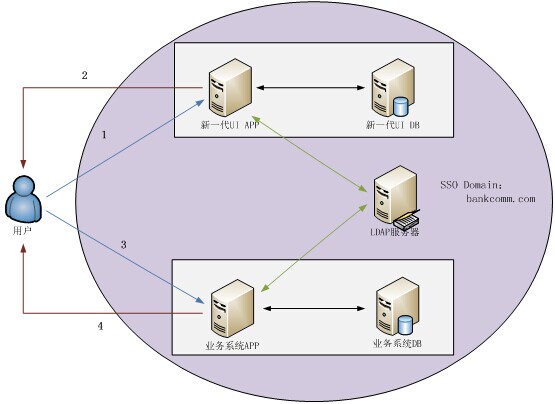 2
新一代UI APP
新一代UI DB
1
SSO Domain:
bankcomm.com
用户
LDAP服务器
3
4
业务系统APP
业务系统DB